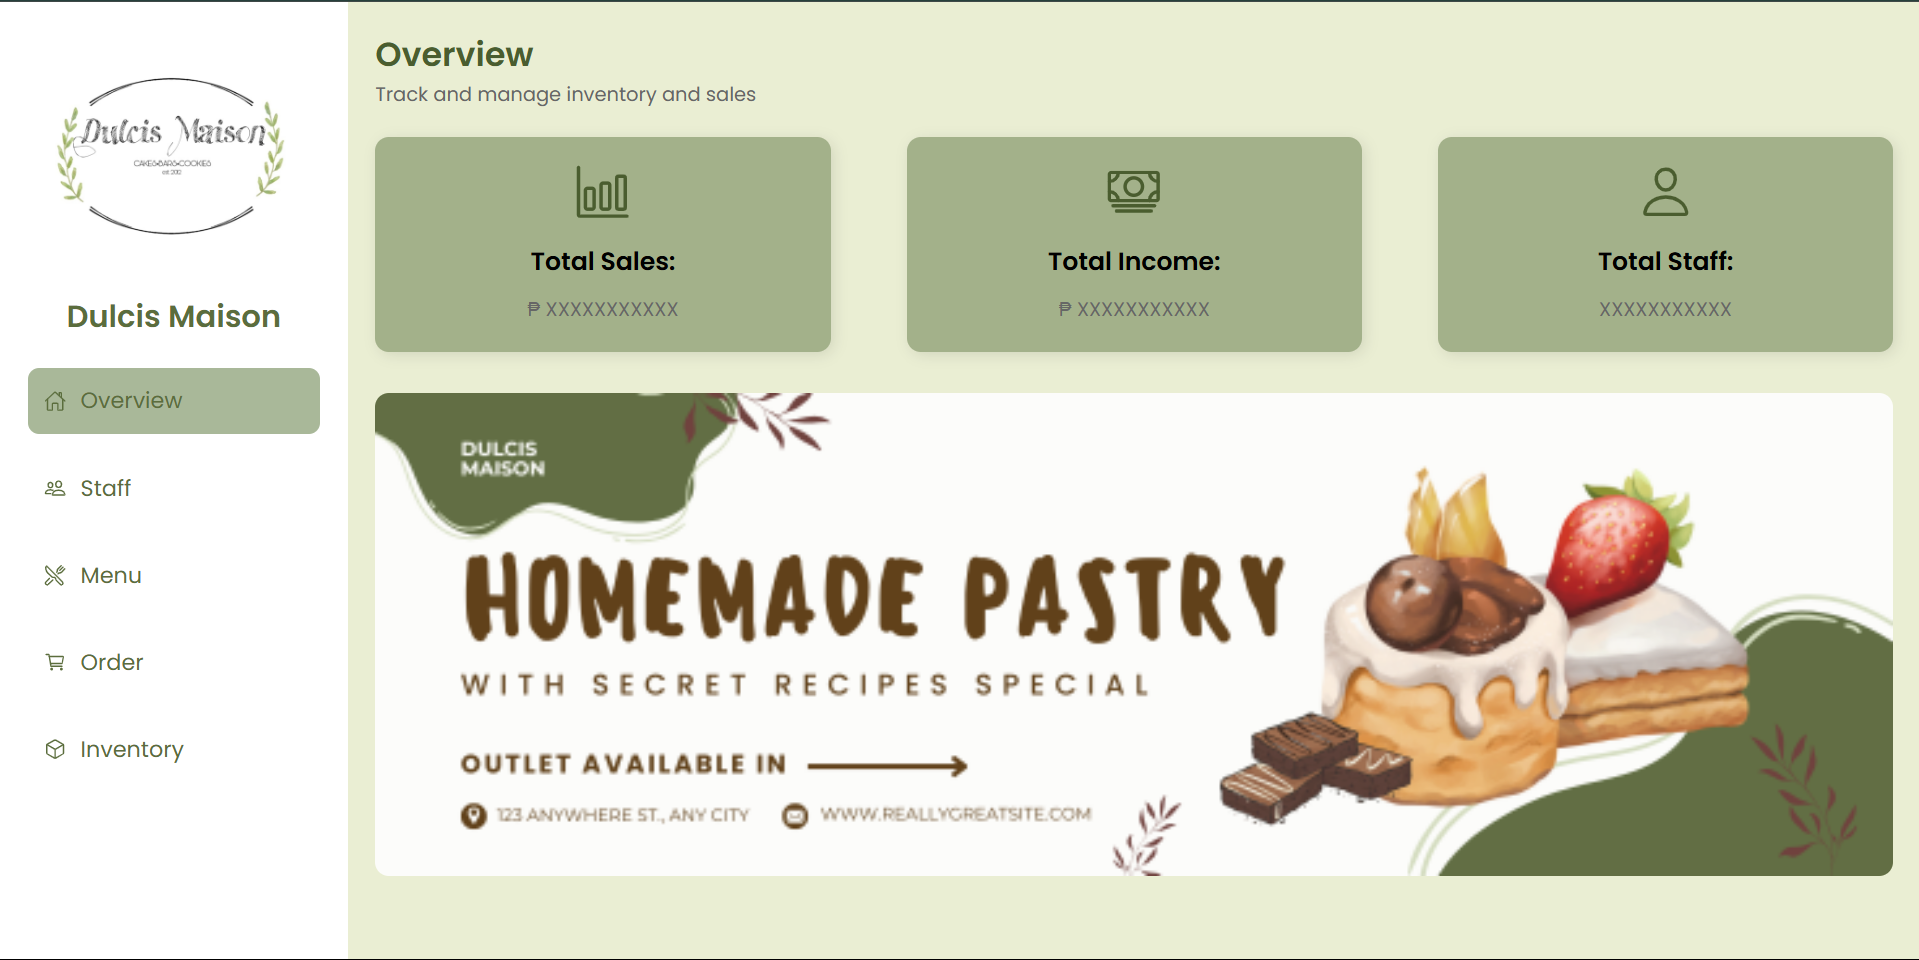 Dulcis Maison
CAKES•BARS•COOKIES
Dulcis Maison
Overview
Staff
Menu
Order
Inventory
Overview
Track and manage inventory and sales
Total Sales:
₱ XXXXXXXXXXX
Total Income:
₱ XXXXXXXXXXX
Total Staff:
XXXXXXXXXXX
DULCIS
MAISON
HOMEMADE PASTRY
WITH SECRET RECIPES SPECIAL
OUTLET AVAILABLE IN
123 ANYWHERE ST., ANY CITY
WWW.REALLYGREATSITE.COM